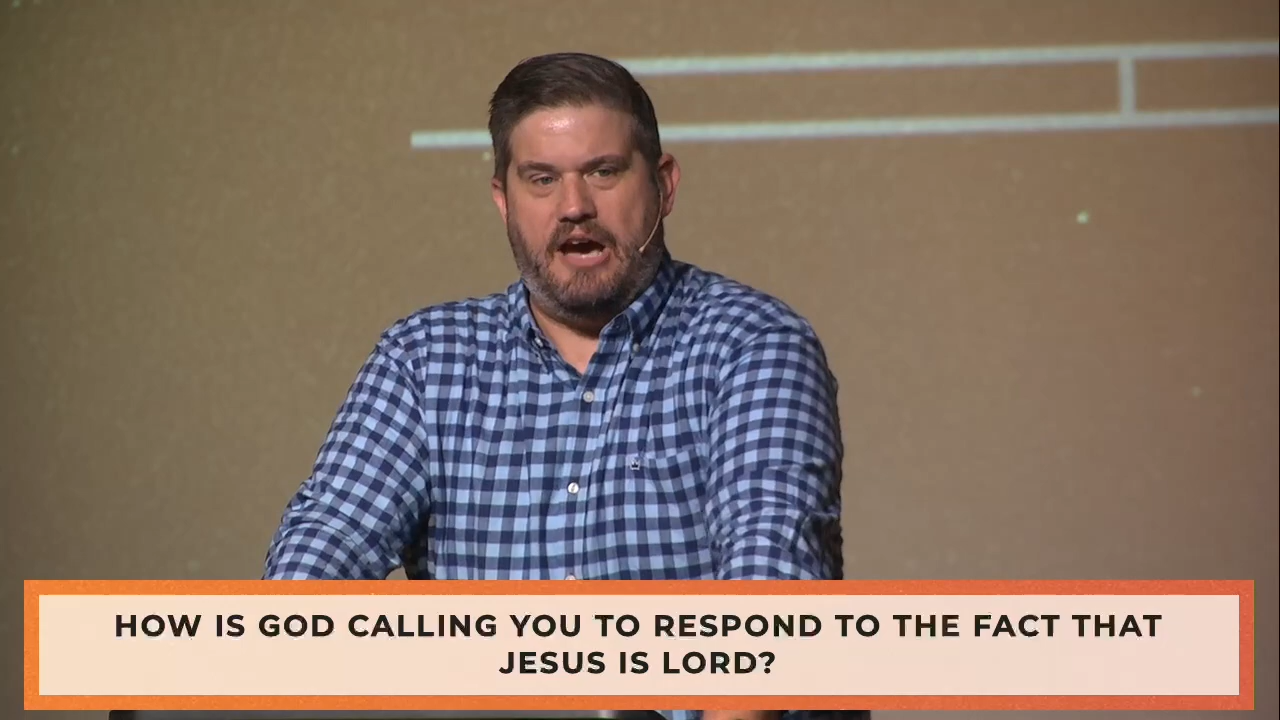 HOW IS GOD CALLING YOU TO RESPOND TO THE FACT THAT
JESUS IS LORD?